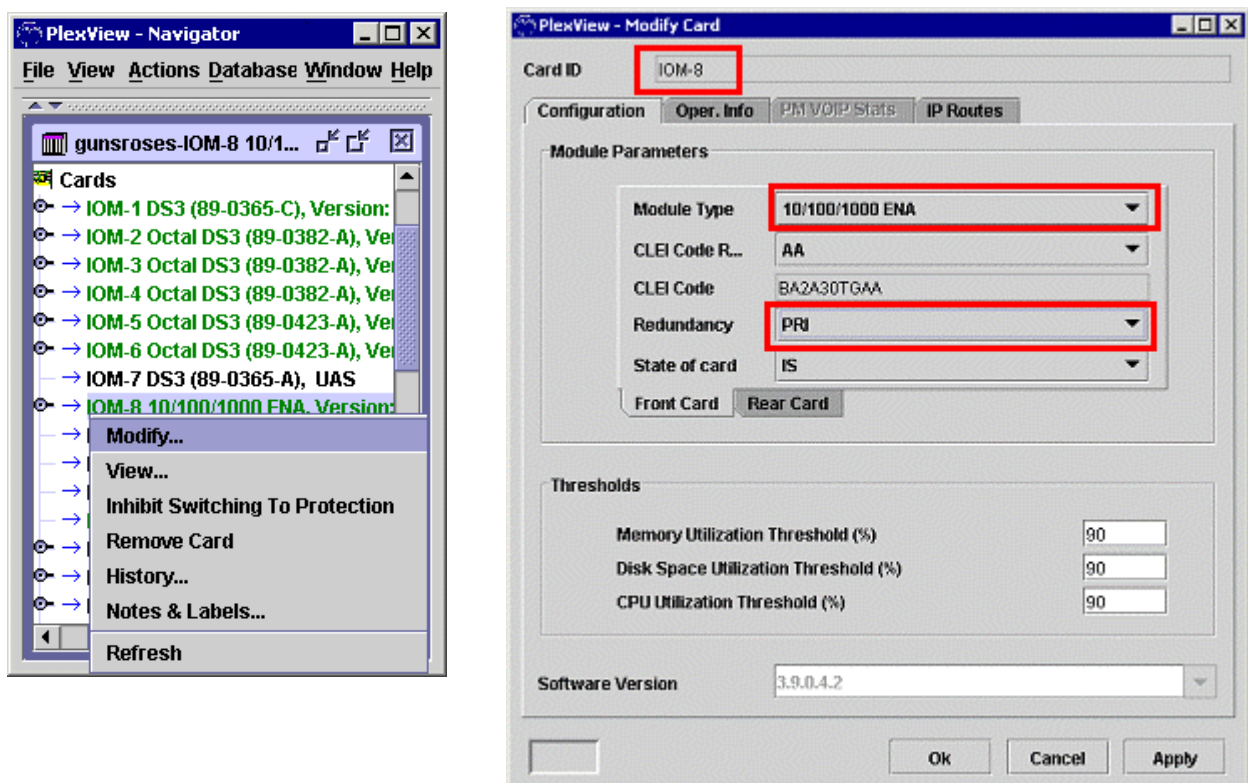 PlexView - Navigator
File View Actions Database Window Help
gunsroses-IOM-8 10/1...
Cards
IOM-1 DS3 (89-0365-C), Version:
IOM-2 Octal DS3 (89-0382-A), Ver
IOM-3 Octal DS3 (89-0382-A), Ver
IOM-4 Octal DS3 (89-0382-A), Ver
IOM-5 Octal DS3 (89-0423-A), Ver
IOM-6 Octal DS3 (89-0423-A), Ver
IOM-7 DS3 (89-0365-A), UAS
IOM-8 10/100/1000 ENA, Version:
Modify...
View...
Inhibit Switching To Protection
Remove Card
History...
Notes & Labels...
Refresh
PlexView - Modify Card
Card ID IOM-8
Configuration Oper. Info PM VOIP Stats IP Routes
Module Parameters
Module Type 10/100/1000 ENA
CLEI Code R... AA
CLEI Code BA2A30TGAA
Redundancy PRI
State of card IS
Front Card Rear Card
Thresholds
Memory Utilization Threshold (%) 90
Disk Space Utilization Threshold (%) 90
CPU Utilization Threshold (%) 90
Software Version 3.9.0.4.2
Ok Cancel Apply